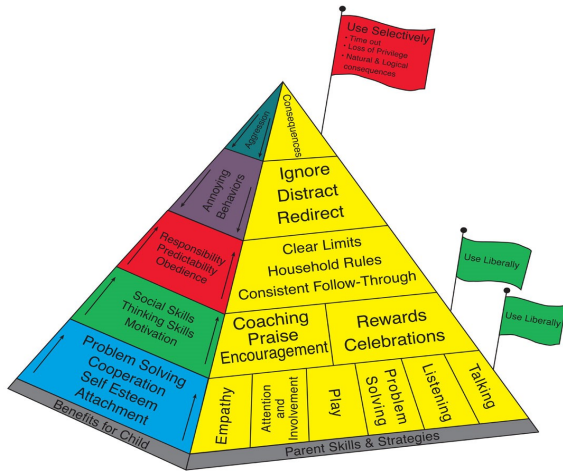 Use Selectively
• Time out
• Loss of Privilege
• Natural & Logical
consequences
Aggression
Consequences
Annoying
Behaviors
Ignore
Distract
Redirect
Responsibility
Predictability
Obedience
Clear Limits
Household Rules
Consistent Follow-Through
Use Liberally
Social Skills
Thinking Skills
Motivation
Coaching
Praise
Encouragement
Rewards
Celebrations
Use Liberally
Problem Solving
Cooperation
Self Esteem
Attachment
Empathy
Attention
and
Involvement
Play
Problem
Solving
Listening
Talking
Benefits for Child
Parent Skills & Strategies